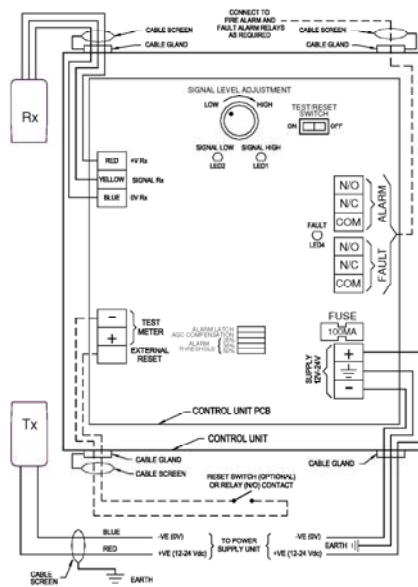 CONNECT TO
FIRE ALARM AND
FAULT ALARM RELAYS
AS REQUIRED
CABLE SCREEN
CABLE GLAND
CABLE SCREEN
CABLE GLAND
Rx
SIGNAL LEVEL ADJUSTMENT
LOW
HIGH
TEST/RESET
SWITCH
ON
OFF
SIGNAL LOW
LED2
SIGNAL HIGH
LED1
RED
+V Rx
YELLOW
SIGNAL Rx
BLUE
0V Rx
N/O
N/C
COM
ALARM
FAULT
LED4
N/O
N/C
COM
FAULT
–
+
TEST
METER
EXTERNAL
RESET
ALARM LATCH
AGC COMPENSATION
ALARM
THRESHOLD
FUSE
100MA
SUPPLY
12V-24V
+
–
CONTROL UNIT PCB
CONTROL UNIT
Tx
CABLE GLAND
CABLE SCREEN
CABLE GLAND
RESET SWITCH (OPTIONAL)
OR RELAY (N/O) CONTACT
BLUE
-VE (0V)
RED
+VE (12-24 Vdc)
TO POWER
SUPPLY UNIT
-VE (0V)
EARTH
+VE (12-24 Vdc)
CABLE
SCREEN
EARTH